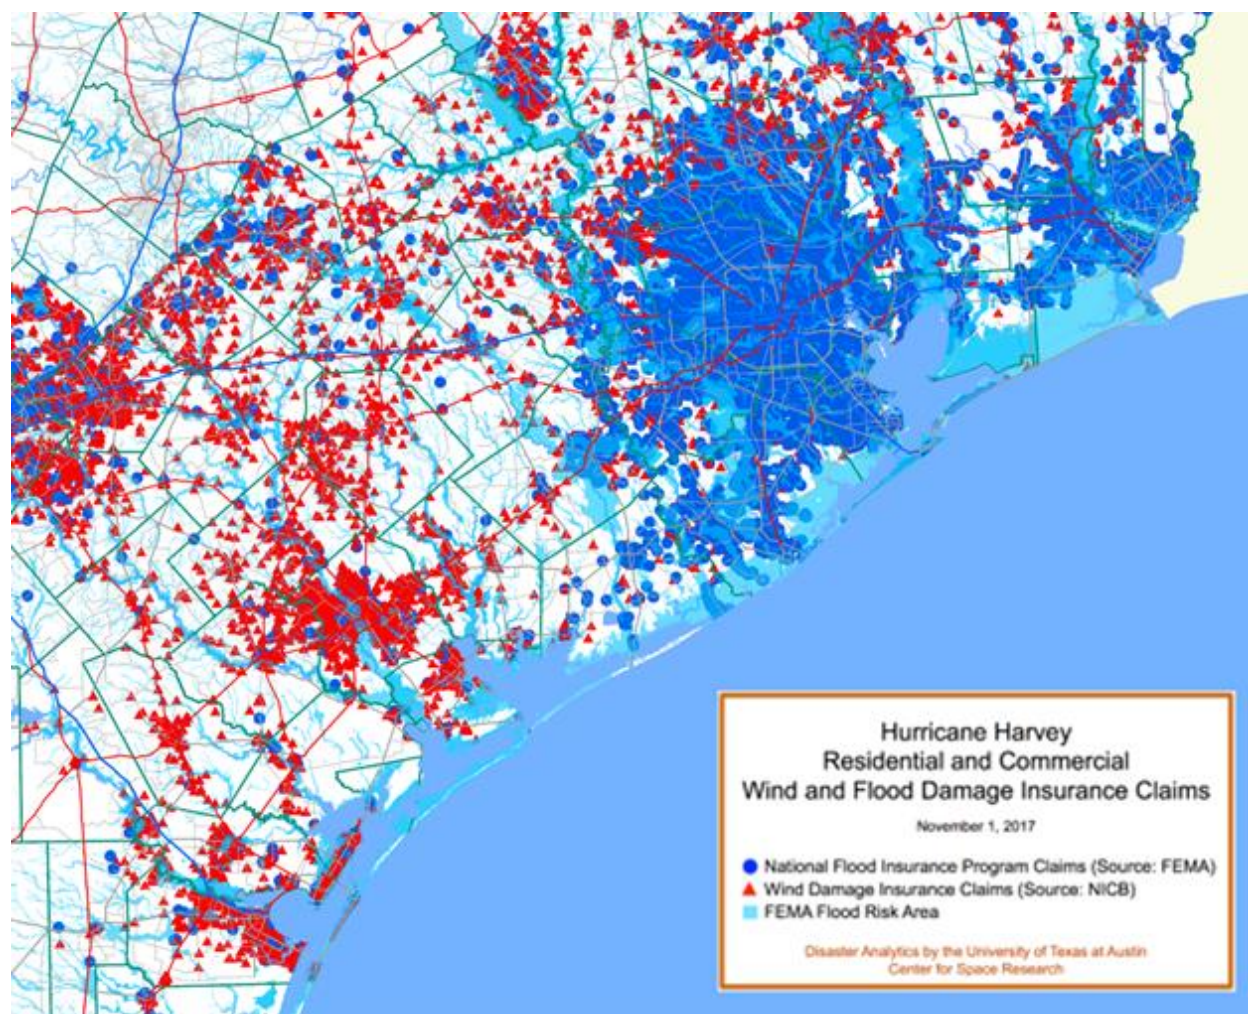 Hurricane Harvey
Residential and Commercial
Wind and Flood Damage Insurance Claims
November 1, 2017
National Flood Insurance Program Claims (Source: FEMA)
Wind Damage Insurance Claims (Source: NICB)
FEMA Flood Risk Area
Disaster Analytics by the University of Texas at Austin
Center for Space Research